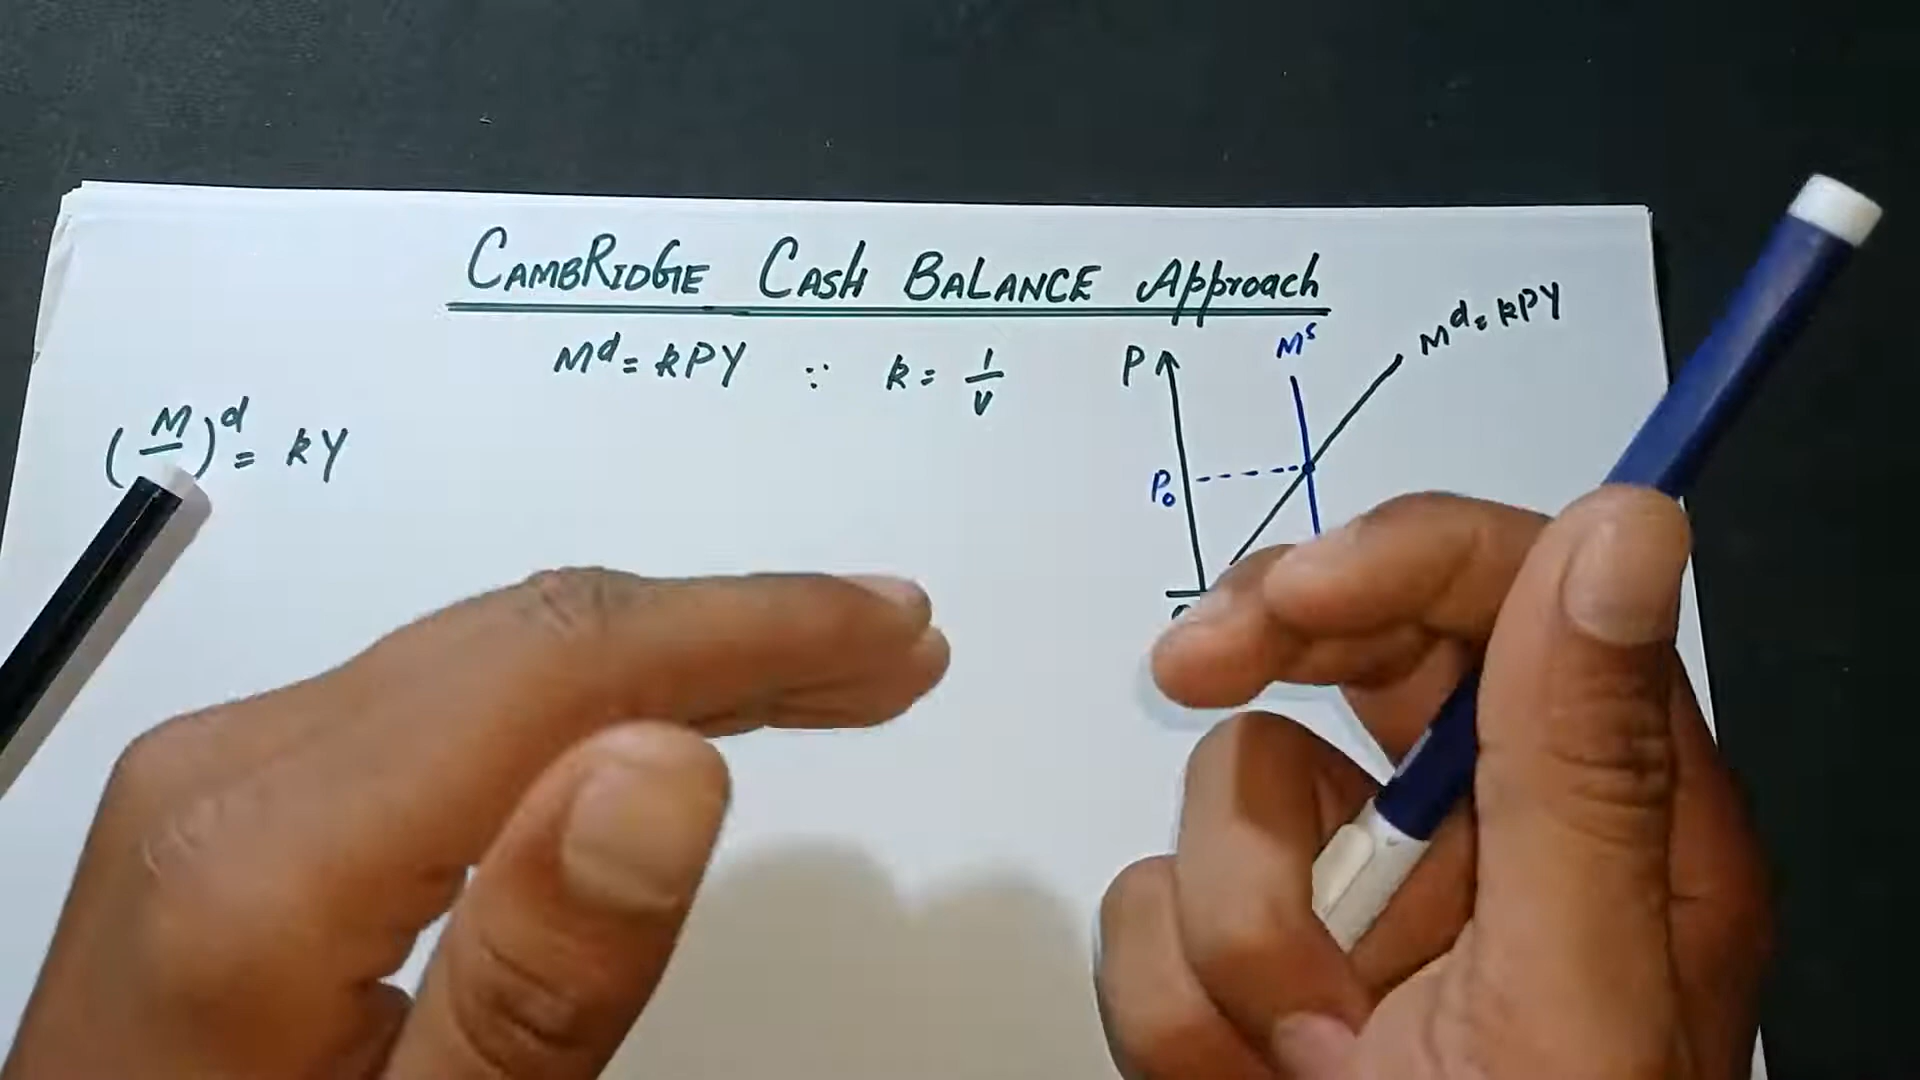 CAMBRIDGE CASH BALANCE Approach
Mᵈ = kPY ∵ k = 1/v
(M/ )ᵈ = kY
P
Mˢ
Mᵈ = kPY
P₀